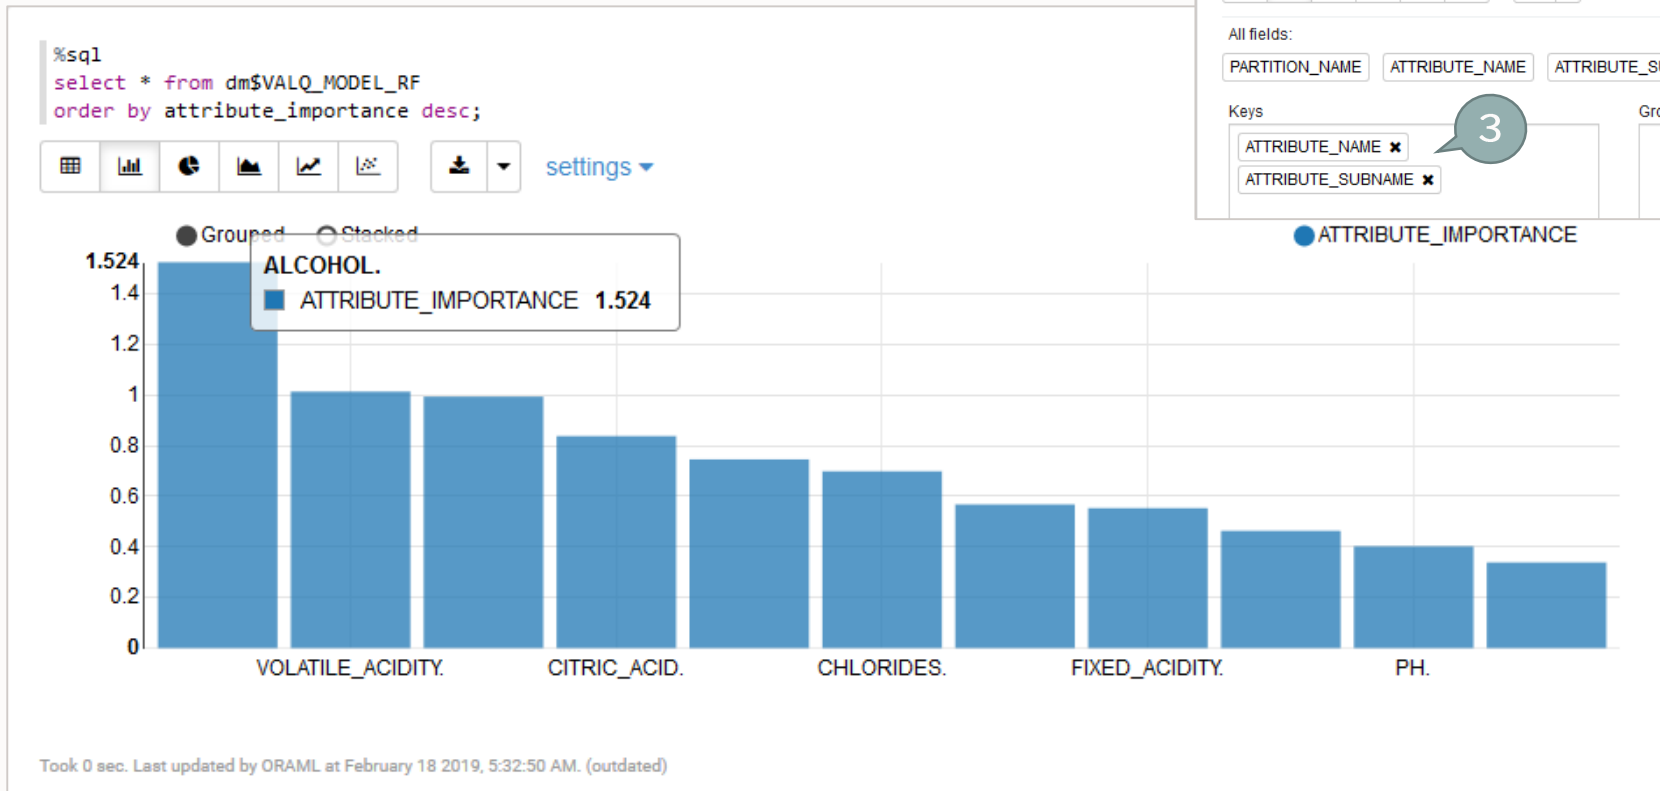 %sql
select * from dm$VALQ_MODEL_RF
order by attribute_importance desc;
settings
All fields:
PARTITION_NAME ATTRIBUTE_NAME
Keys
ATTRIBUTE_NAME ✖
ATTRIBUTE_SUBNAME ✖
3
Grouped Stacked
ATTRIBUTE_IMPORTANCE
ALCOHOL.
ATTRIBUTE_IMPORTANCE 1.524
1.524
1.4
1.2
1
0.8
0.6
0.4
0.2
0
VOLATILE_ACIDITY. CITRIC_ACID. CHLORIDES. FIXED_ACIDITY. PH.
Took 0 sec. Last updated by ORAML at February 18 2019, 5:32:50 AM. (outdated)